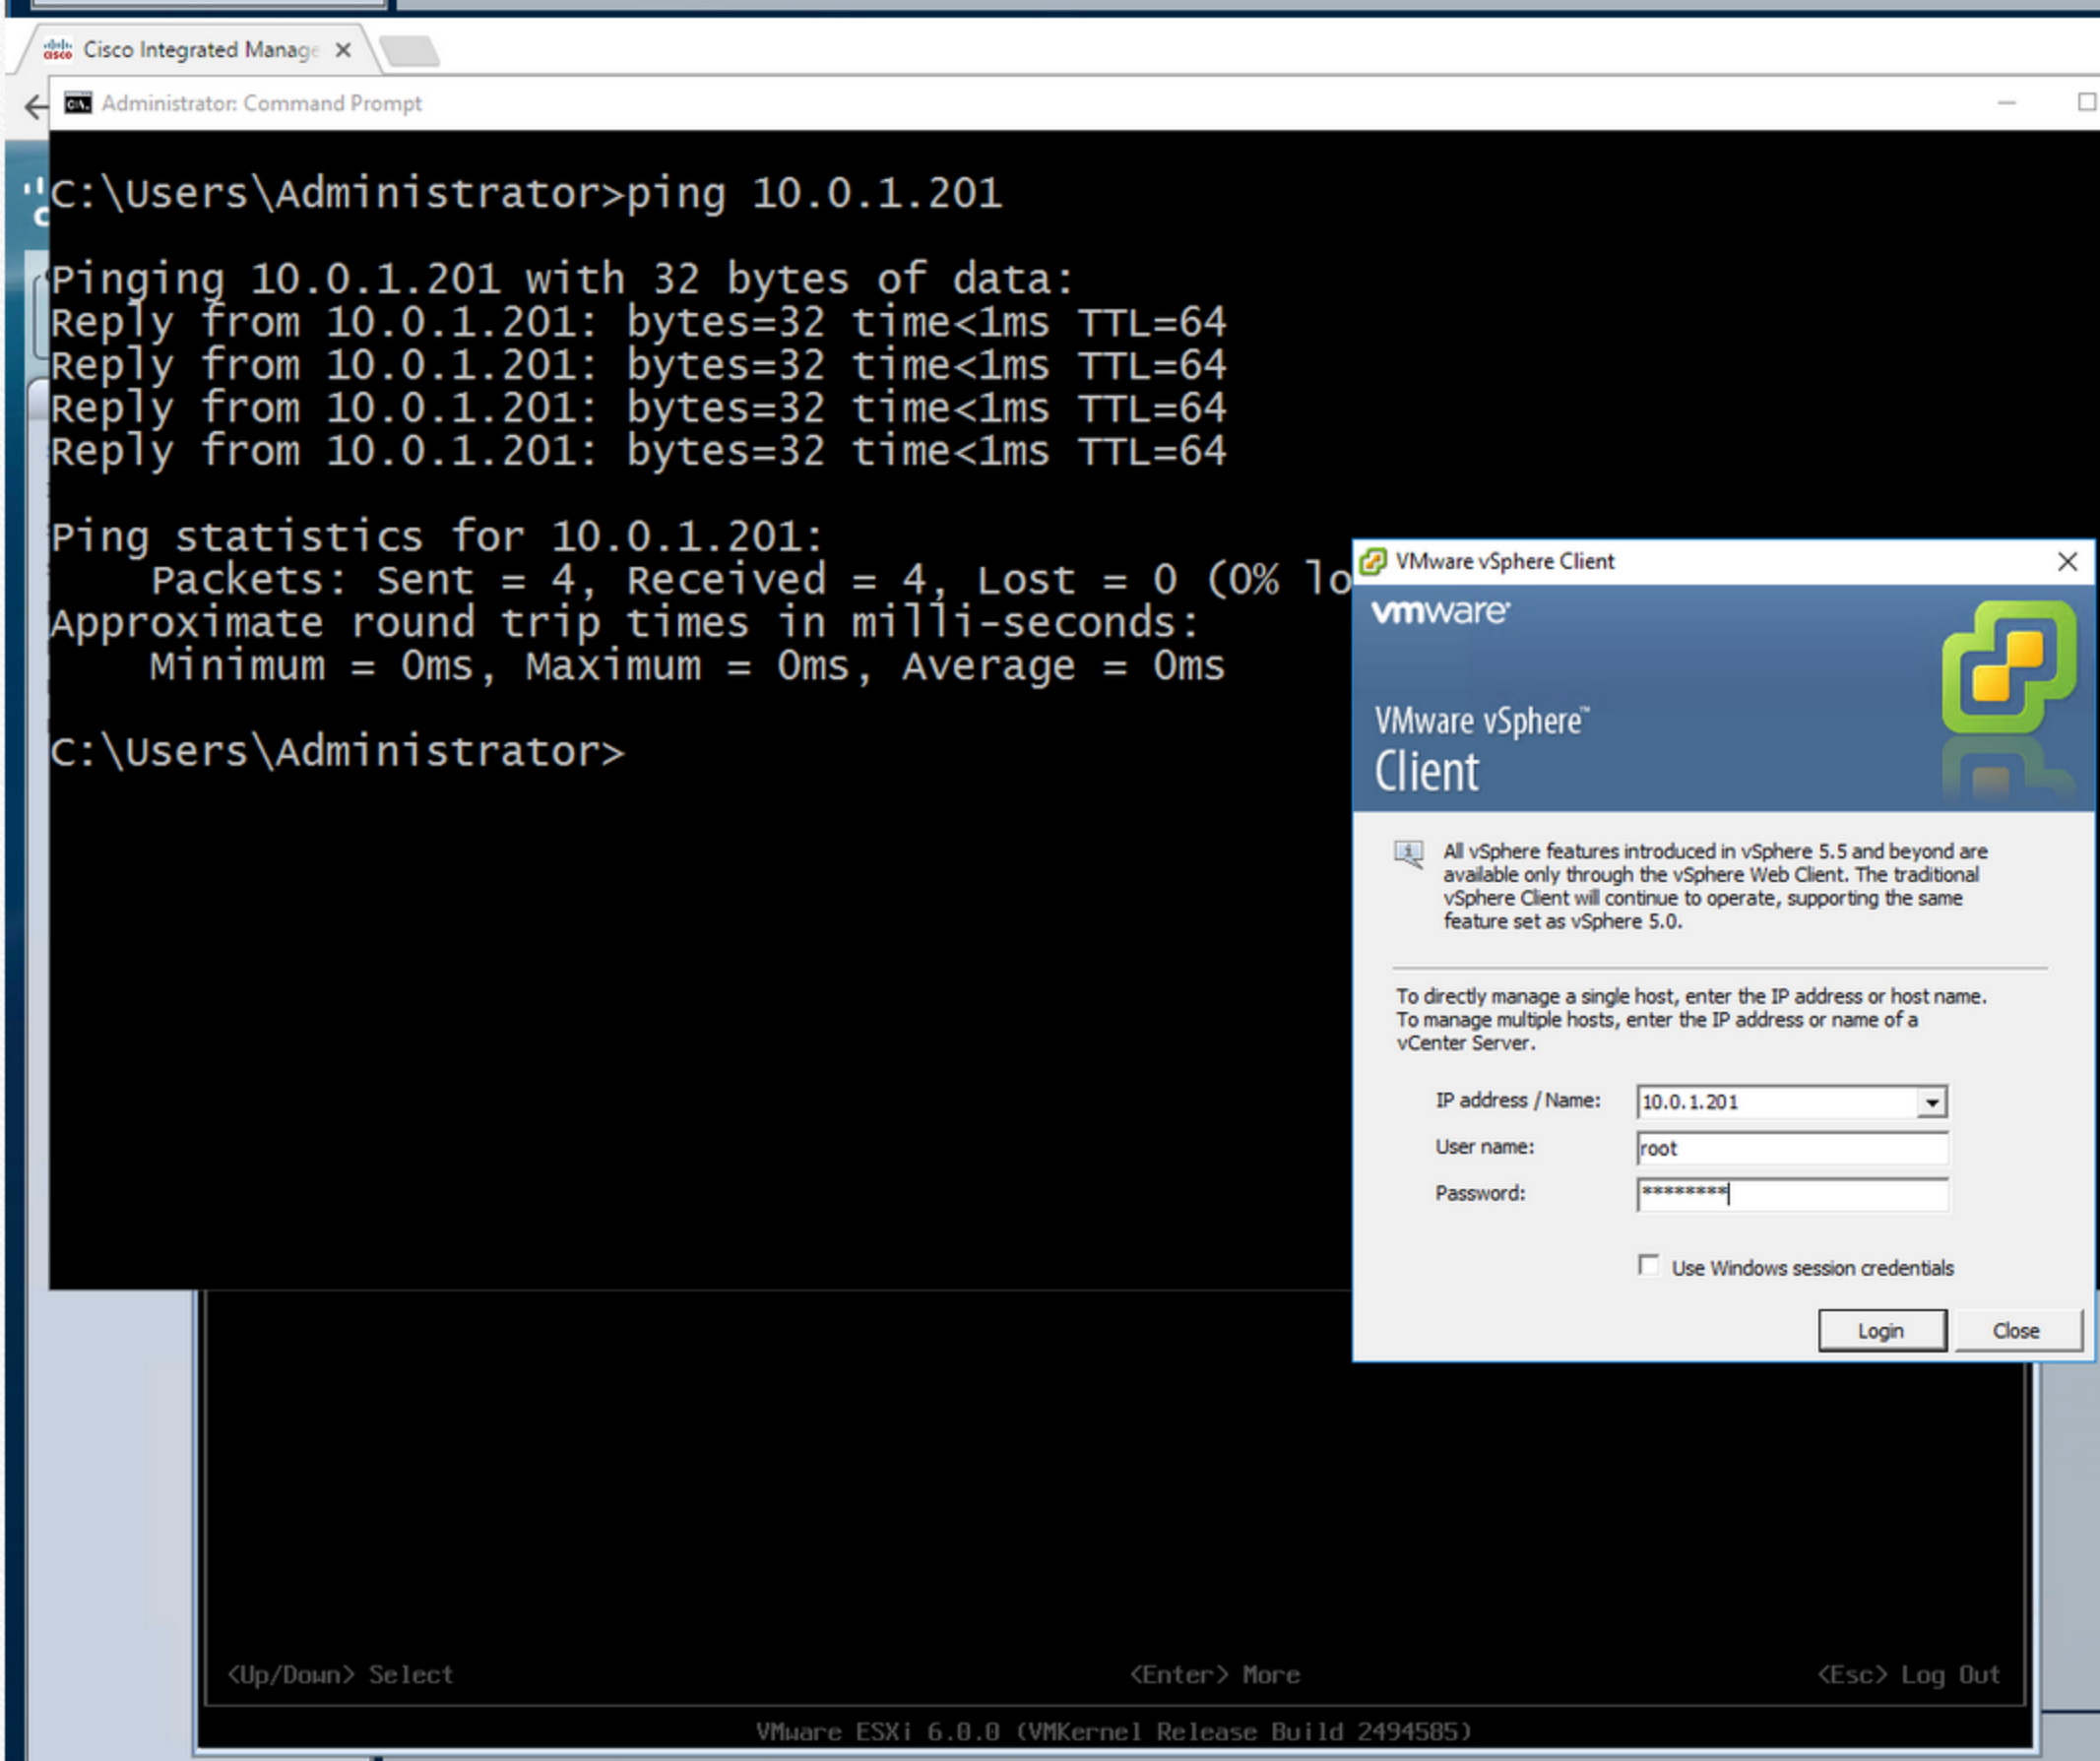 cisco Cisco Integrated Manage
Administrator: Command Prompt
C:\Users\Administrator>ping 10.0.1.201
Pinging 10.0.1.201 with 32 bytes of data:
Reply from 10.0.1.201: bytes=32 time<1ms TTL=64
Reply from 10.0.1.201: bytes=32 time<1ms TTL=64
Reply from 10.0.1.201: bytes=32 time<1ms TTL=64
Reply from 10.0.1.201: bytes=32 time<1ms TTL=64
Ping statistics for 10.0.1.201:
Packets: Sent = 4, Received = 4, Lost = 0 (0% lo
Approximate round trip times in milli-seconds:
Minimum = 0ms, Maximum = 0ms, Average = 0ms
C:\Users\Administrator>
VMware vSphere Client
vmware
VMware vSphere™
Client
All vSphere features introduced in vSphere 5.5 and beyond are
available only through the vSphere Web Client. The traditional
vSphere Client will continue to operate, supporting the same
feature set as vSphere 5.0.
To directly manage a single host, enter the IP address or host name.
To manage multiple hosts, enter the IP address or name of a
vCenter Server.
IP address / Name: 10.0.1.201
User name: root
Password: ********
Use Windows session credentials
Login Close
<Up/Down> Select <Enter> More <Esc> Log Out
VMware ESXi 6.0.0 (VMKernel Release Build 2494585)